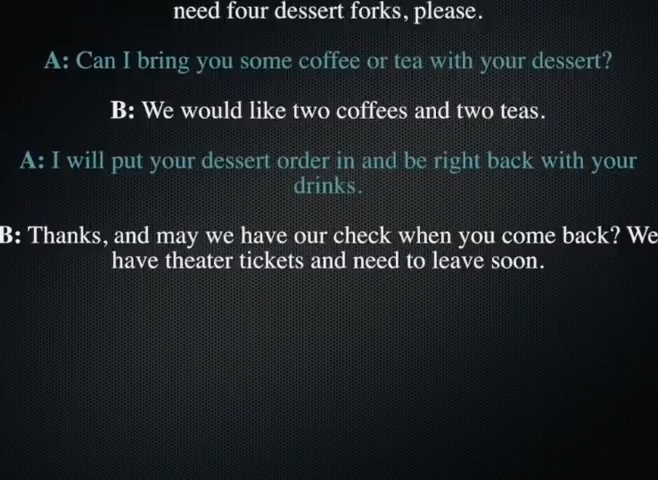 need four dessert forks, please.
A: Can I bring you some coffee or tea with your dessert?
B: We would like two coffees and two teas.
A: I will put your dessert order in and be right back with your
drinks.
B: Thanks, and may we have our check when you come back? We
have theater tickets and need to leave soon.